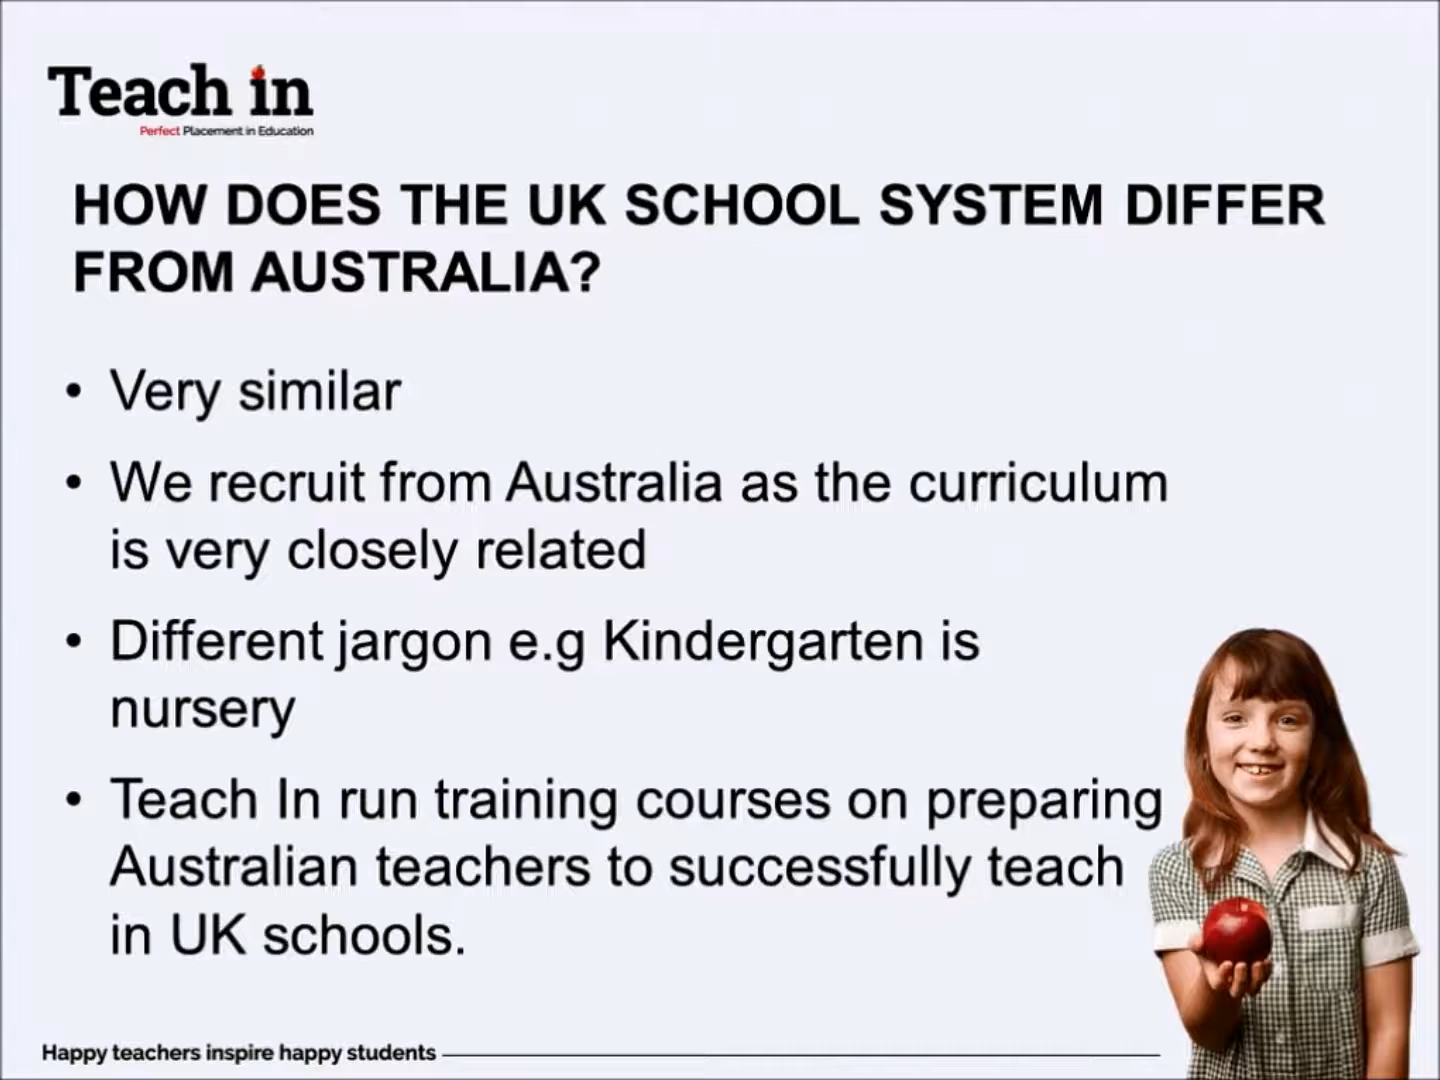 Teach in
Perfect Placement in Education
HOW DOES THE UK SCHOOL SYSTEM DIFFER
FROM AUSTRALIA?
• Very similar
• We recruit from Australia as the curriculum
is very closely related
• Different jargon e.g Kindergarten is
nursery
• Teach In run training courses on preparing
Australian teachers to successfully teach
in UK schools.
Happy teachers inspire happy students